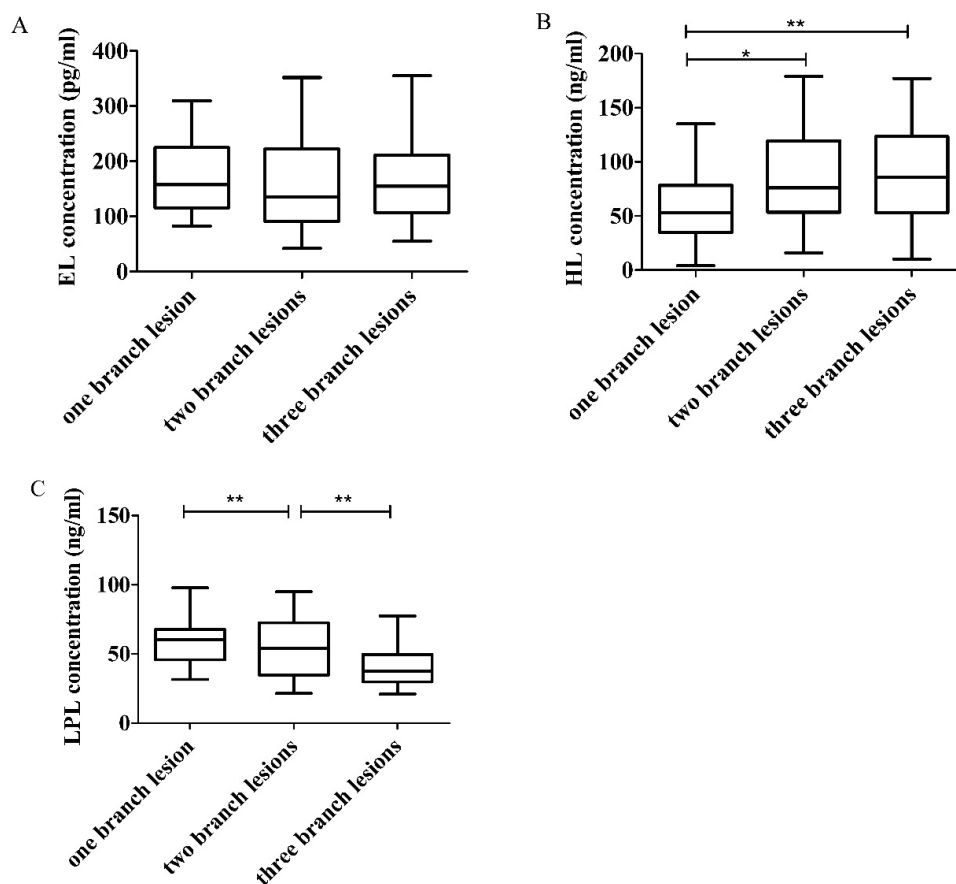 A
EL concentration (pg/ml)
400
300
200
100
0
one branch lesion
two branch lesions
three branch lesions
B
HL concentration (ng/ml)
**
*
200
150
100
50
0
one branch lesion
two branch lesions
three branch lesions
C
LPL concentration (ng/ml)
** **
150
100
50
0
one branch lesion
two branch lesions
three branch lesions